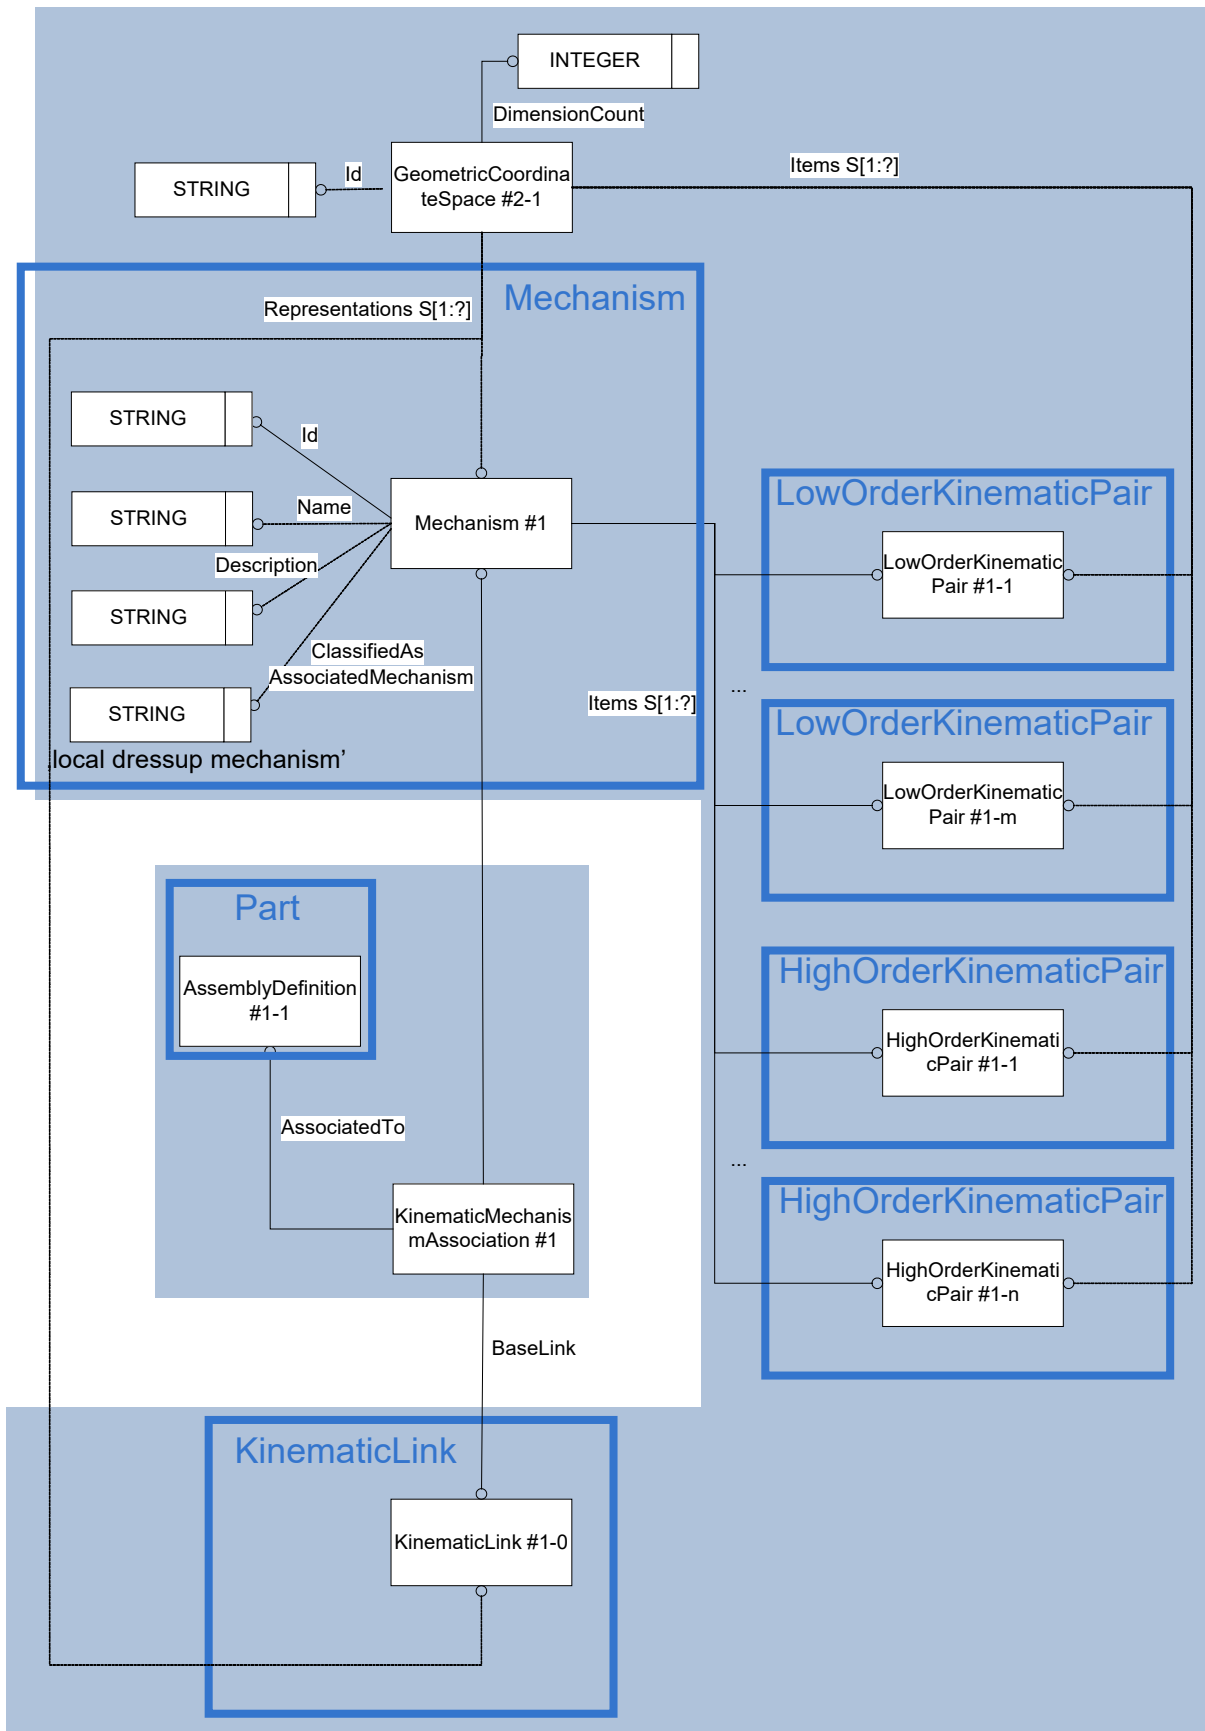 INTEGER
DimensionCount
Items S[1:?]
Id
STRING
GeometricCoordina
teSpace #2-1
Representations S[1:?]
Mechanism
STRING
Id
Name
STRING
Mechanism #1
Description
STRING
ClassifiedAs
AssociatedMechanism
STRING
‚local dressup mechanism’
Items S[1:?]
LowOrderKinematicPair
LowOrderKinematic
Pair #1-1
...
LowOrderKinematicPair
LowOrderKinematic
Pair #1-m
Part
AssemblyDefinition
#1-1
AssociatedTo
HighOrderKinematicPair
HighOrderKinemati
cPair #1-1
...
HighOrderKinematicPair
HighOrderKinemati
cPair #1-n
KinematicMechanis
mAssociation #1
BaseLink
KinematicLink
KinematicLink #1-0